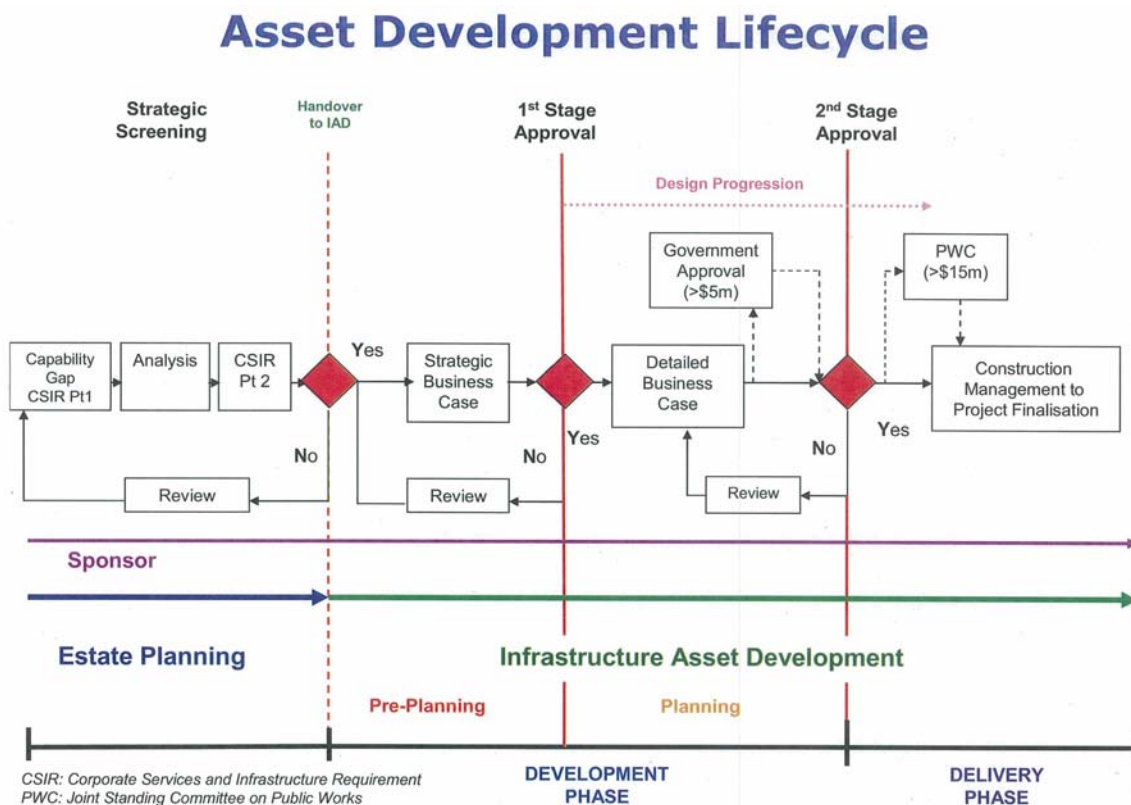 Asset Development Lifecycle
Strategic
Screening
Handover
to IAD
1st Stage
Approval
2nd Stage
Approval
Design Progression
Government
Approval
(>$5m)
PWC
(>$15m)
Capability
Gap
CSIR Pt1
Analysis
CSIR
Pt 2
Yes
Strategic
Business
Case
Detailed
Business
Case
Construction
Management to
Project Finalisation
No
Review
No
Review
Yes
No
Review
Yes
Sponsor
Estate Planning
Infrastructure Asset Development
Pre-Planning
Planning
CSIR: Corporate Services and Infrastructure Requirement
PWC: Joint Standing Committee on Public Works
DEVELOPMENT
PHASE
DELIVERY
PHASE